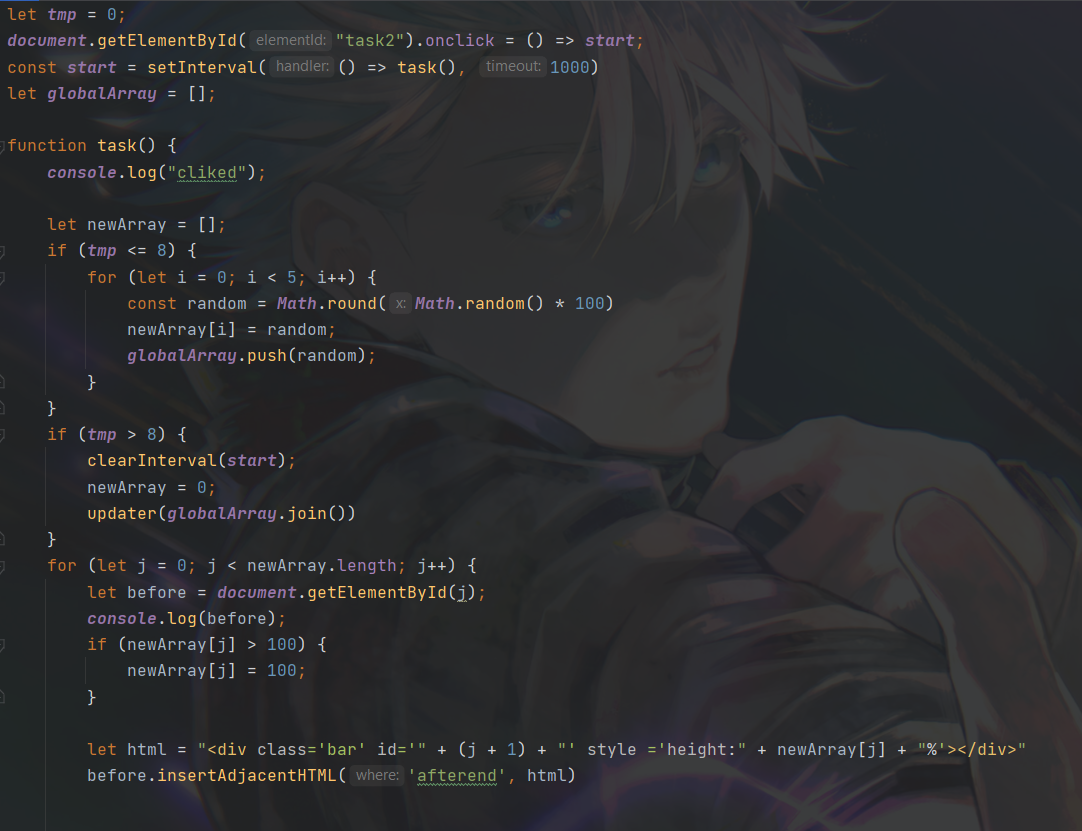 let tmp = 0;
document.getElementById( elementId: "task2").onclick = () => start;
const start = setInterval( handler: () => task(), timeout: 1000)
let globalArray = [];
function task() {
console.log("cliked");
let newArray = [];
if (tmp <= 8) {
for (let i = 0; i < 5; i++) {
const random = Math.round( x: Math.random() * 100)
newArray[i] = random;
globalArray.push(random);
}
}
if (tmp > 8) {
clearInterval(start);
newArray = 0;
updater(globalArray.join())
}
for (let j = 0; j < newArray.length; j++) {
let before = document.getElementById(j);
console.log(before);
if (newArray[j] > 100) {
newArray[j] = 100;
}
let html = "<div class='bar' id='" + (j + 1) + "' style ='height:" + newArray[j] + "%'></div>"
before.insertAdjacentHTML( where: 'afterend', html)